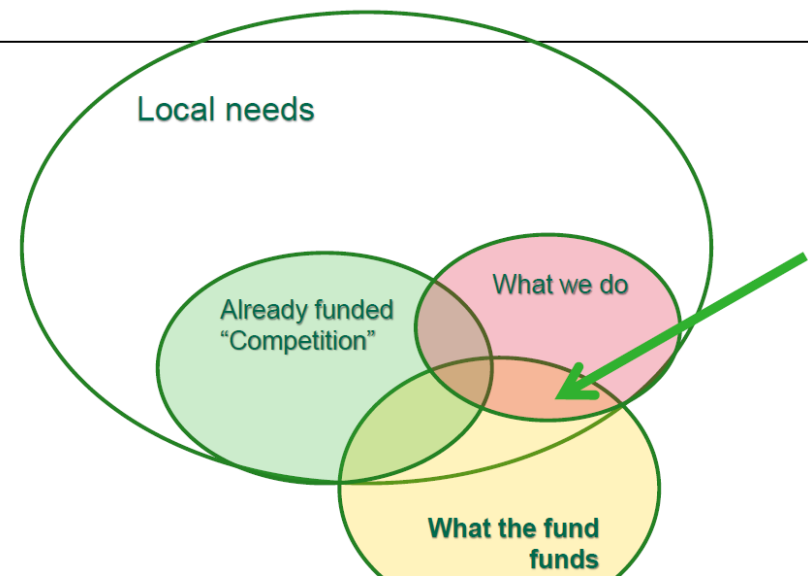 Local needs
What we do
Already funded
“Competition”
What the fund
funds